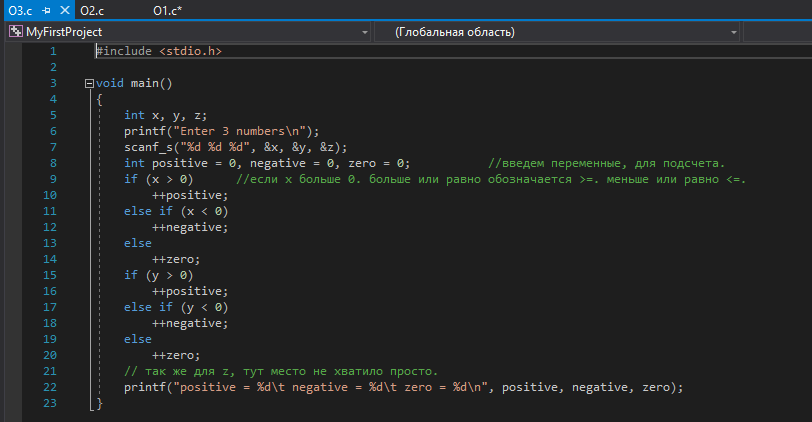 O3.c O2.c O1.c*
MyFirstProject (Глобальная область)
1 #include <stdio.h>
2
3 void main()
4 {
5 int x, y, z;
6 printf("Enter 3 numbers\n");
7 scanf_s("%d %d %d", &x, &y, &z);
8 int positive = 0, negative = 0, zero = 0; //введем переменные, для подсчета.
9 if (x > 0) //если x больше 0. больше или равно обозначается >=. меньше или равно <=.
10 ++positive;
11 else if (x < 0)
12 ++negative;
13 else
14 ++zero;
15 if (y > 0)
16 ++positive;
17 else if (y < 0)
18 ++negative;
19 else
20 ++zero;
21 // так же для z, тут место не хватило просто.
22 printf("positive = %d\t negative = %d\t zero = %d\n", positive, negative, zero);
23 }